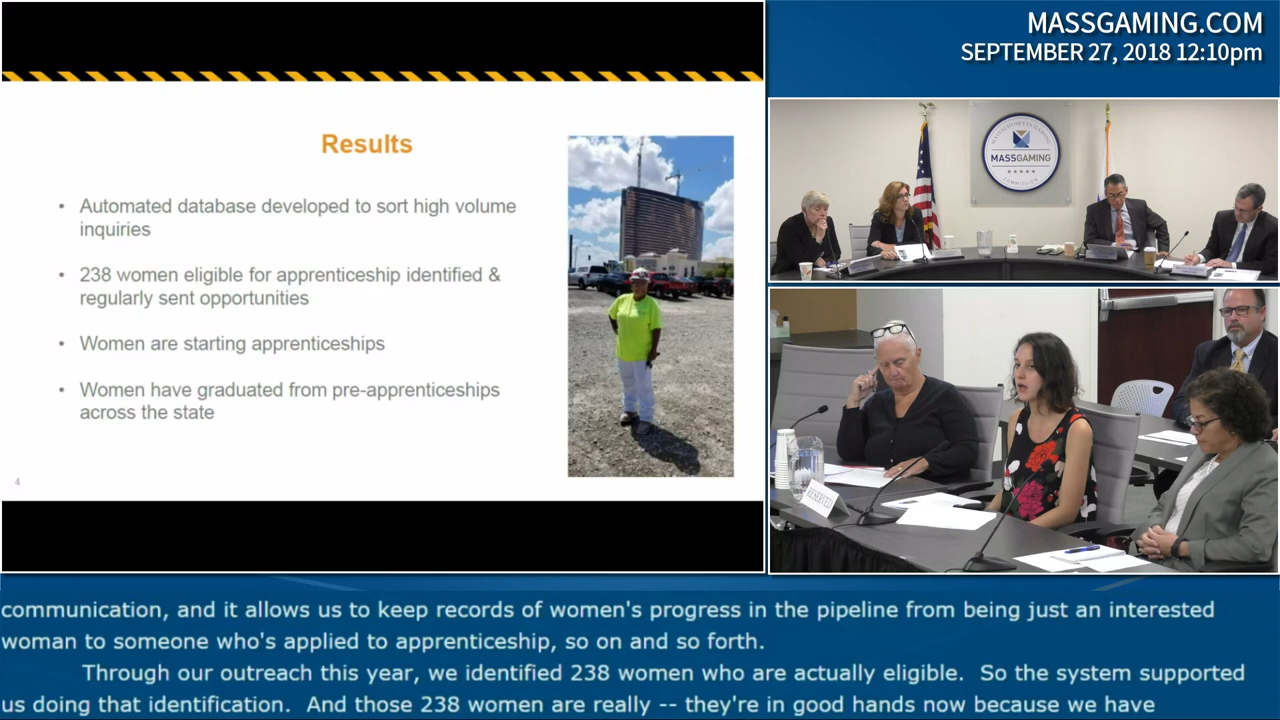 MASSGAMING.COM
SEPTEMBER 27, 2018 12:10pm
Results
• Automated database developed to sort high volume
inquiries
• 238 women eligible for apprenticeship identified &
regularly sent opportunities
• Women are starting apprenticeships
• Women have graduated from pre-apprenticeships
across the state
4
MASSGAMING
RESERVED
communication, and it allows us to keep records of women's progress in the pipeline from being just an interested
woman to someone who's applied to apprenticeship, so on and so forth.
Through our outreach this year, we identified 238 women who are actually eligible.  So the system supported
us doing that identification.  And those 238 women are really -- they're in good hands now because we have